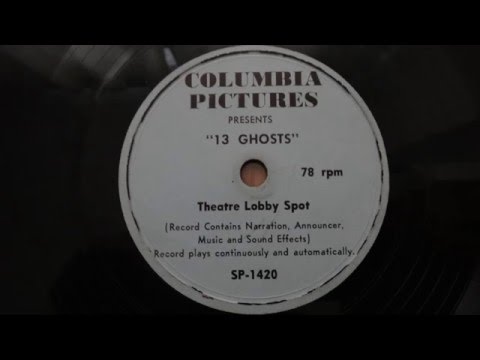 COLUMBIA
PICTURES
PRESENTS
"13 GHOSTS"
78 rpm
Theatre Lobby Spot
(Record Contains Narration, Announcer,
Music and Sound Effects)
Record plays continuously and automatically.
SP-1420